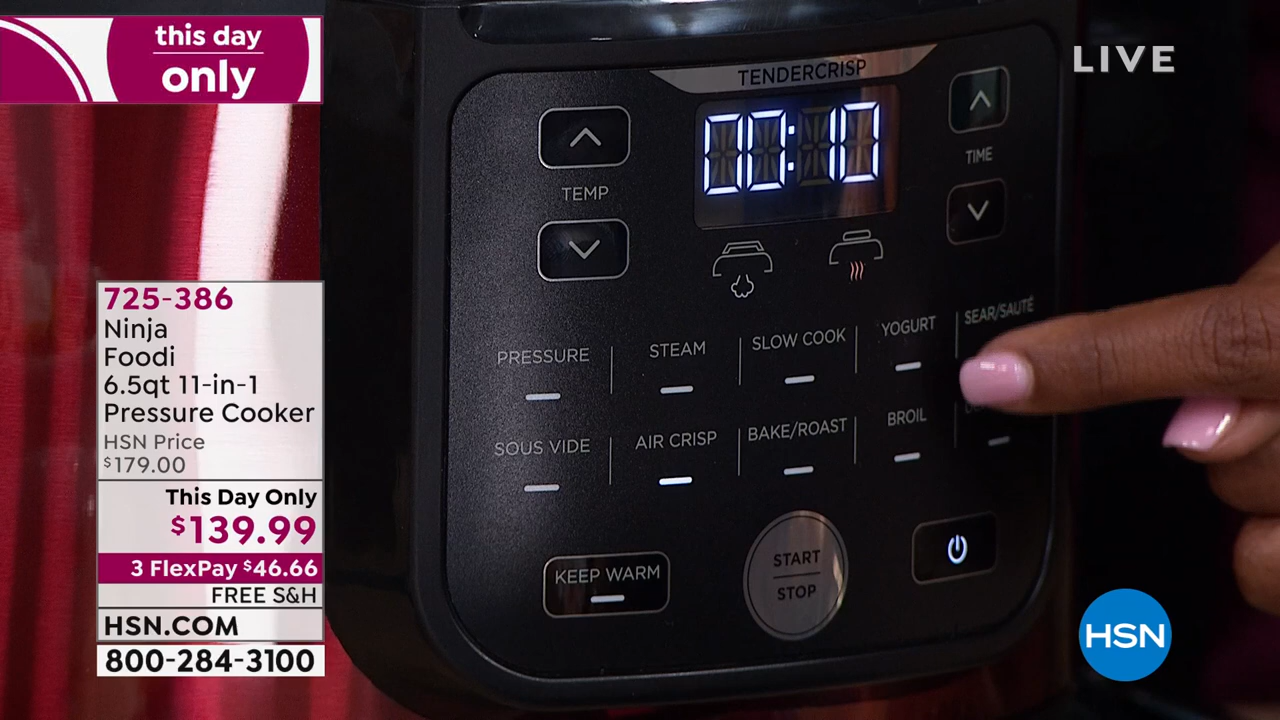 this day
only
LIVE
TENDERCRISP
00:10
TEMP
TIME
PRESSURE
STEAM
SLOW COOK
YOGURT
SEAR/SAUTÉ
SOUS VIDE
AIR CRISP
BAKE/ROAST
BROIL
KEEP WARM
START
STOP
725-386
Ninja
Foodi
6.5qt 11-in-1
Pressure Cooker
HSN Price
$179.00
This Day Only
$139.99
3 FlexPay $46.66
FREE S&H
HSN.COM
800-284-3100
HSN